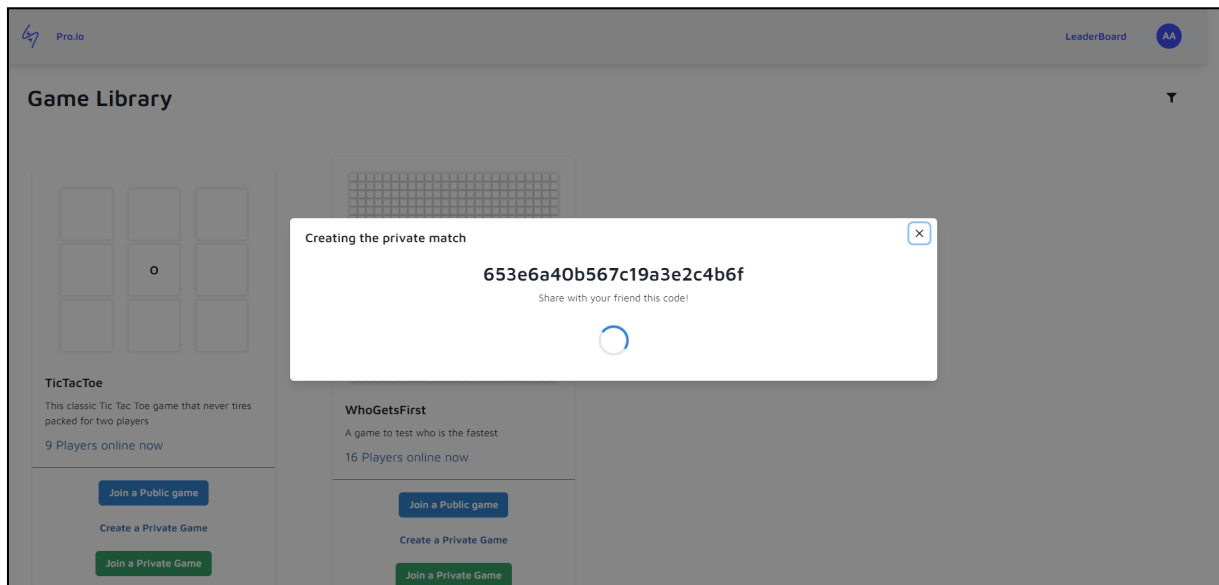 Pro.io
LeaderBoard
AA
Game Library
Creating the private match
653e6a40b567c19a3e2c4b6f
Share with your friend this code!
O
TicTacToe
This classic Tic Tac Toe game that never tires
packed for two players
9 Players online now
Join a Public game
Create a Private Game
Join a Private Game
WhoGetsFirst
A game to test who is the fastest
16 Players online now
Join a Public game
Create a Private Game
Join a Private Game